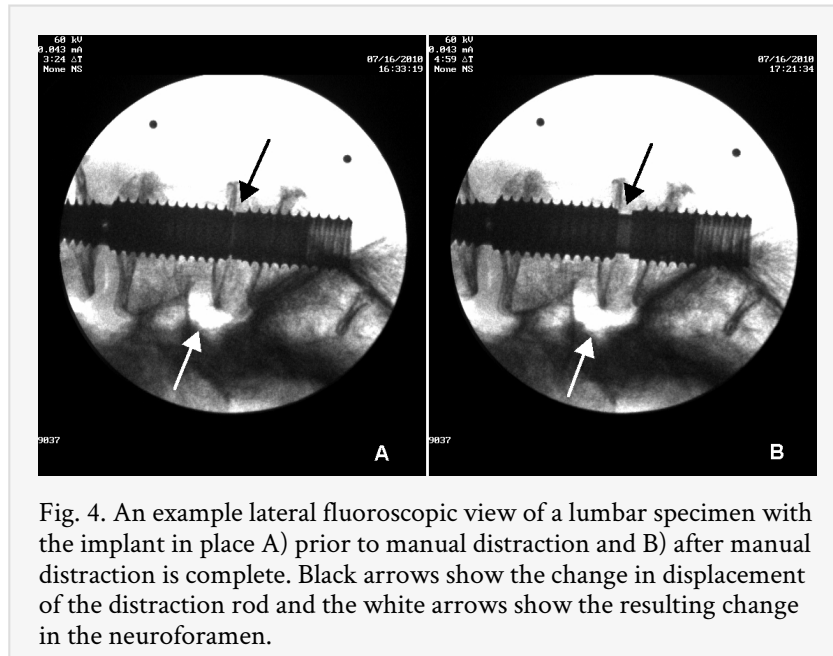 60 kV
0.043 mA
3:24 ΔT
None NS
07/16/2010
16:33:19
9037
A
60 kV
0.043 mA
4:59 ΔT
None NS
07/16/2010
17:21:34
9037
B
Fig. 4. An example lateral fluoroscopic view of a lumbar specimen with
the implant in place A) prior to manual distraction and B) after manual
distraction is complete. Black arrows show the change in displacement
of the distraction rod and the white arrows show the resulting change
in the neuroforamen.